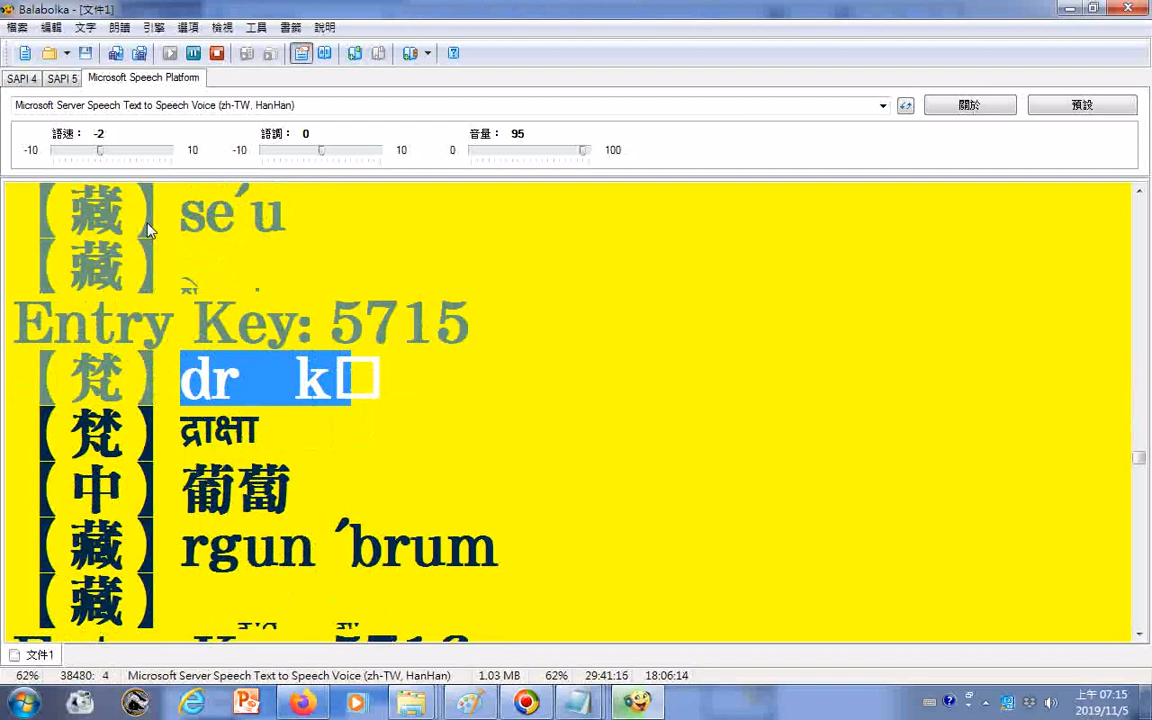 Balabolka - [文件1]
檔案 編輯 文字 朗讀 引擎 選項 檢視 工具 書籤 說明
SAPI 4 SAPI 5 Microsoft Speech Platform
Microsoft Server Speech Text to Speech Voice (zh-TW, HanHan) 關於 預設
語速： -2 語調： 0 音量： 95
-10 10 -10 10 0 100
【藏】 se´u
【藏】
Entry Key: 5715
【梵】 dr k□
【梵】 द्राक्षा
【中】 葡萄
【藏】 rgun ´brum
【藏】
文件1
62% 38480: 4 Microsoft Server Speech Text to Speech Voice (zh-TW, HanHan) 1.03 MB 62% 29:41:15 18:06:14
上午 07:15
2019/11/5